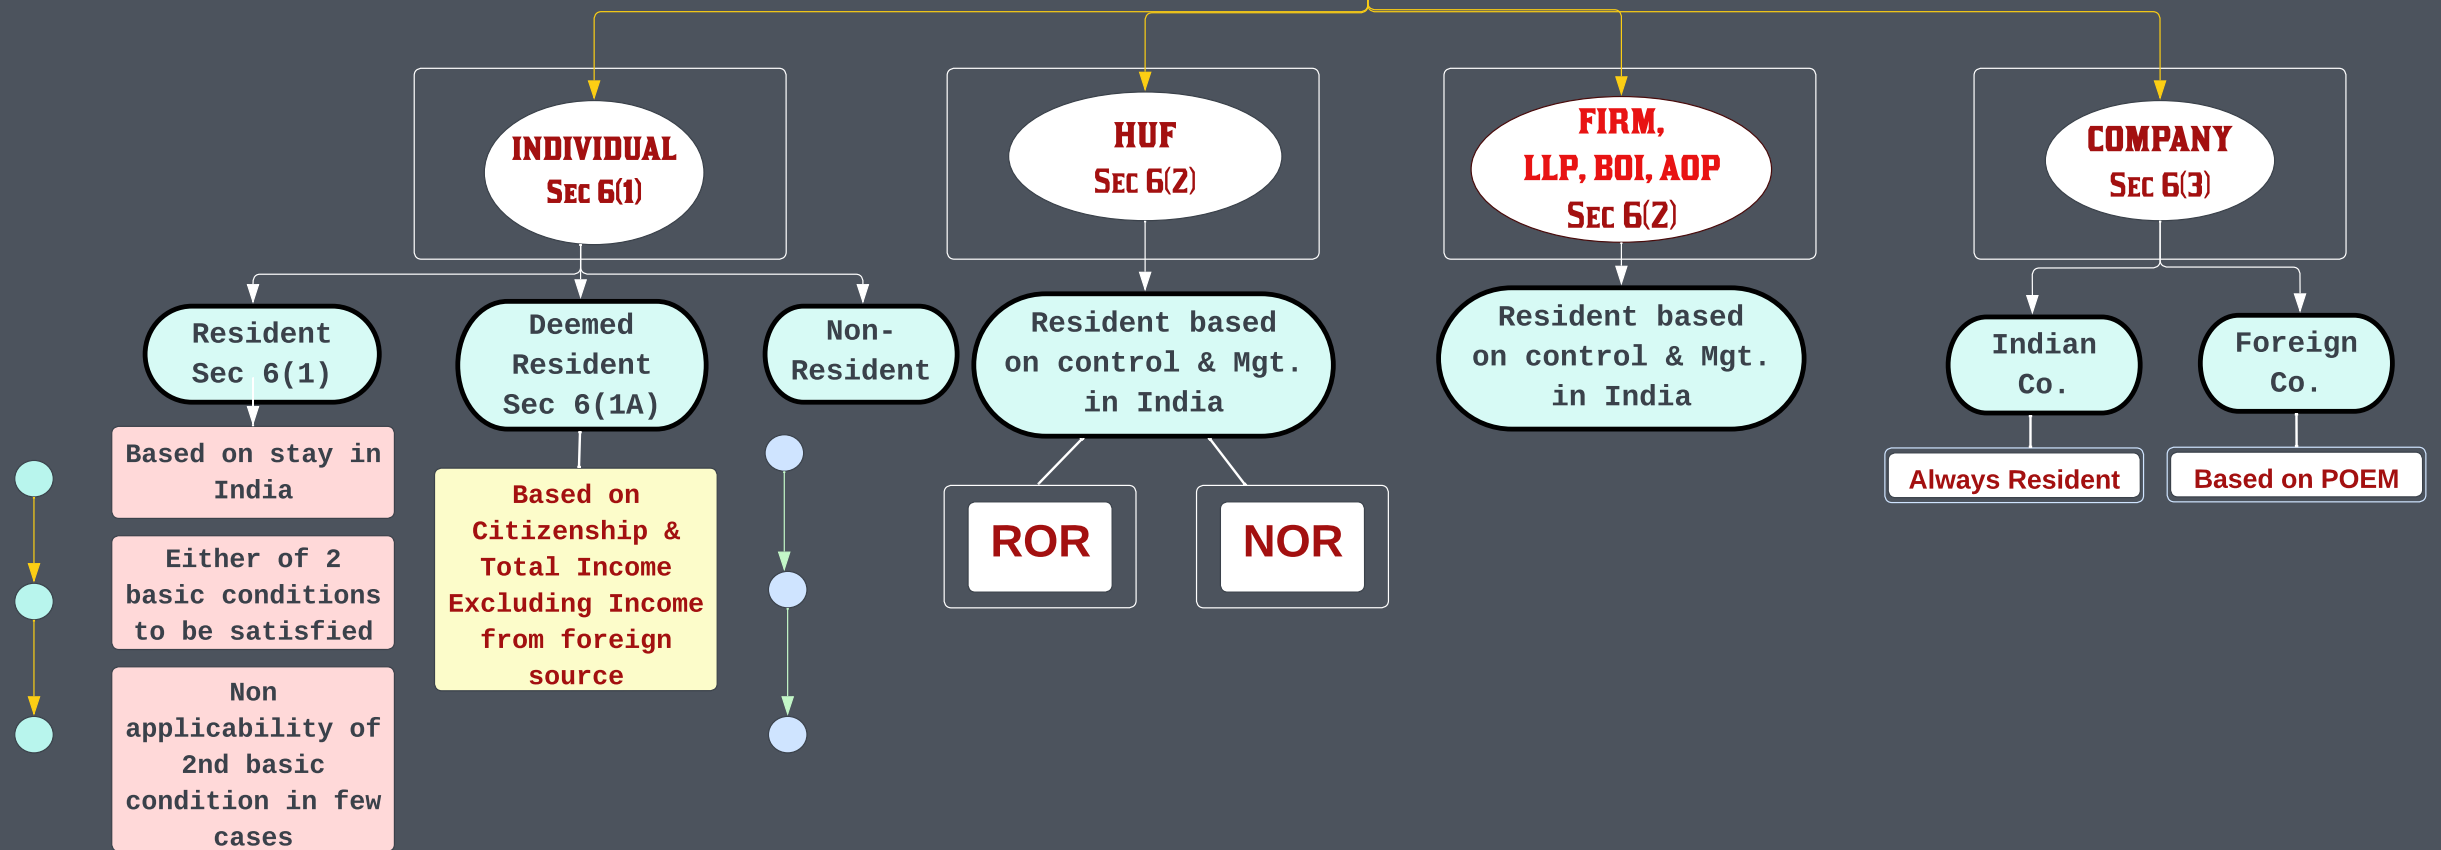 INDIVIDUAL
Sec 6(1)
HUF
Sec 6(2)
FIRM,
LLP, BOI, AOP
Sec 6(2)
COMPANY
Sec 6(3)
Resident
Sec 6(1)
Deemed
Resident
Sec 6(1A)
Non-
Resident
Resident based
on control & Mgt.
in India
Resident based
on control & Mgt.
in India
Indian
Co.
Foreign
Co.
Based on stay in
India
Either of 2
basic conditions
to be satisfied
Non
applicability of
2nd basic
condition in few
cases
Based on
Citizenship &
Total Income
Excluding Income
from foreign
source
ROR
NOR
Always Resident
Based on POEM